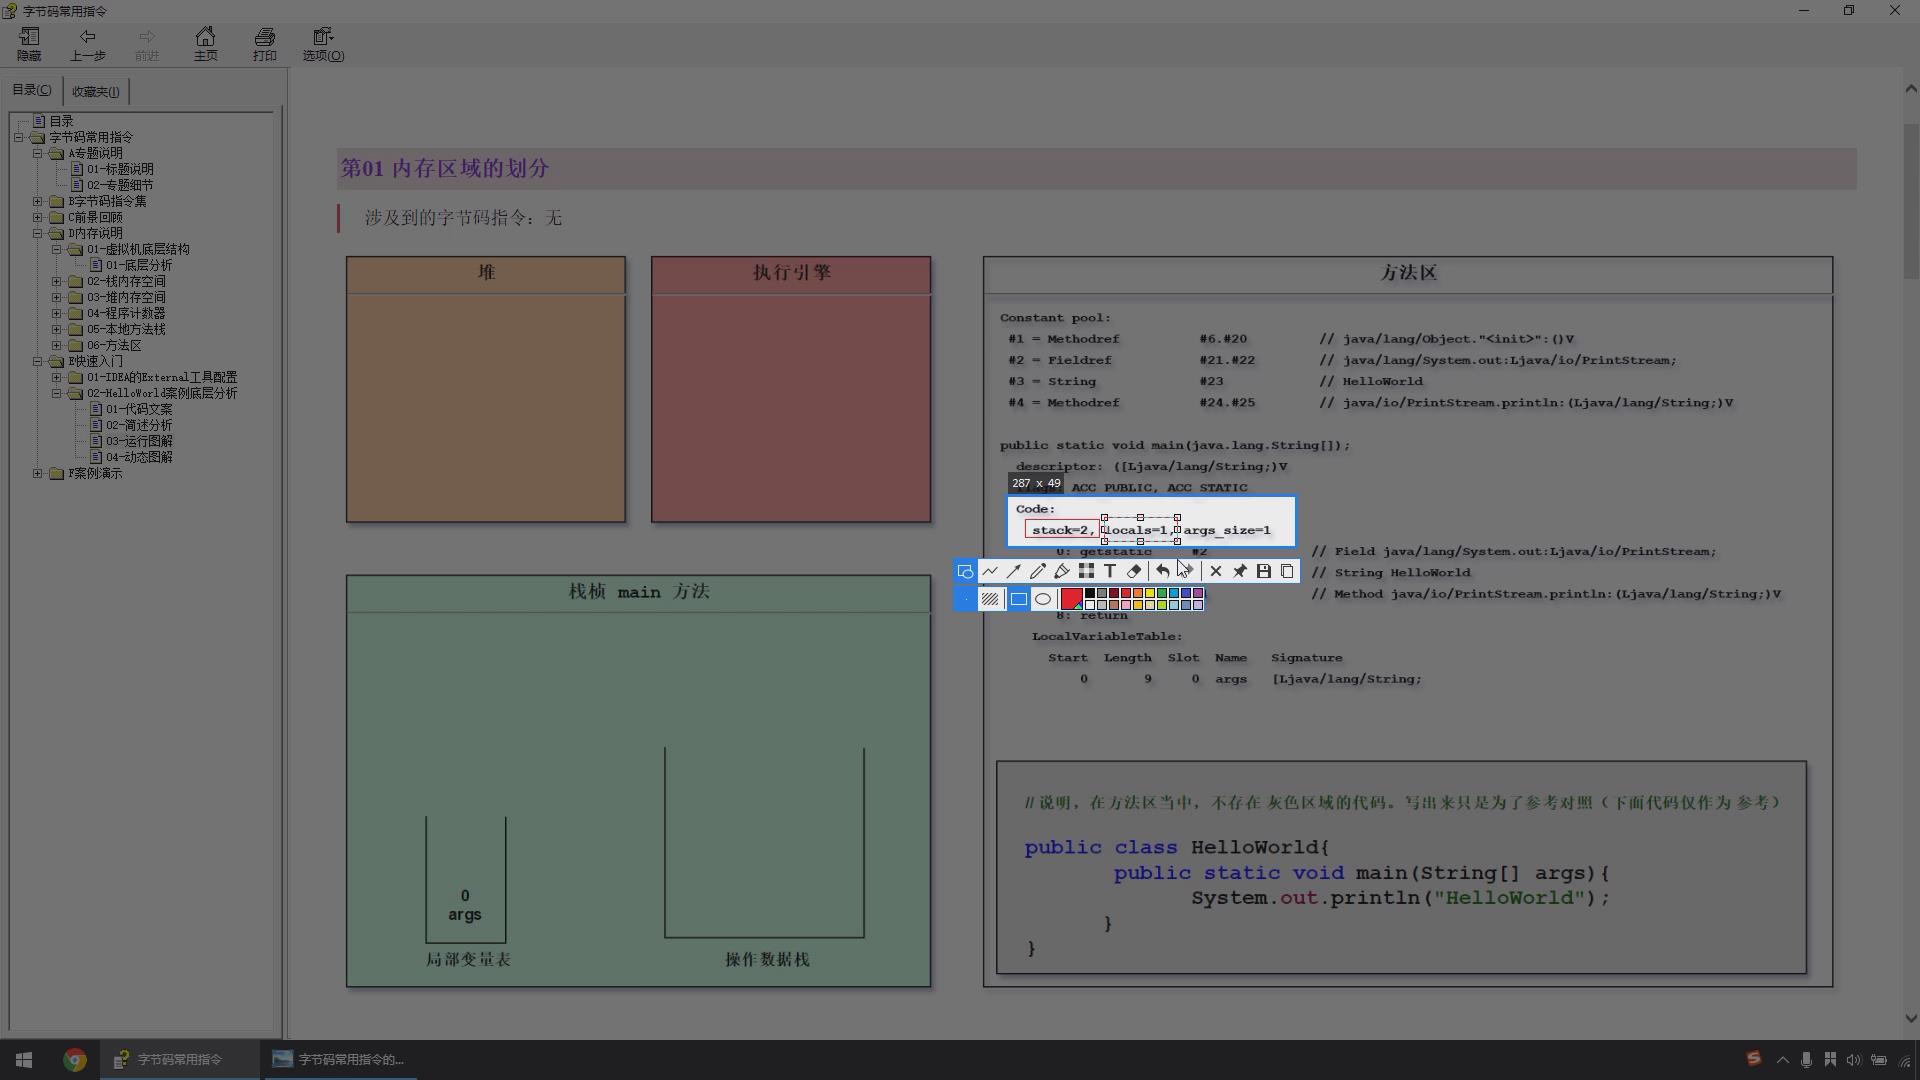 字节码常用指令
隐藏
上一步
前进
主页
打印
选项(O)
目录(C)
收藏夹(I)
目录
字节码常用指令
A专题说明
01-标题说明
02-专题细节
B字节码指令集
C前景回顾
D内存说明
01-虚拟机底层结构
01-底层分析
02-栈内存空间
03-堆内存空间
04-程序计数器
05-本地方法栈
06-方法区
E快速入门
01-IDEA的External工具配置
02-HelloWorld案例底层分析
01-代码文案
02-简述分析
03-运行图解
04-动态图解
F案例演示
第01 内存区域的划分
涉及到的字节码指令：无
堆
执行引擎
方法区
Constant pool:
#1 = Methodref #6.#20 // java/lang/Object."<init>":()V
#2 = Fieldref #21.#22 // java/lang/System.out:Ljava/io/PrintStream;
#3 = String #23 // HelloWorld
#4 = Methodref #24.#25 // java/io/PrintStream.println:(Ljava/lang/String;)V
public static void main(java.lang.String[]);
descriptor: ([Ljava/lang/String;)V
287 x 49
ACC PUBLIC, ACC STATIC
Code:
stack=2, locals=1, args_size=1
0: getstatic #2 // Field java/lang/System.out:Ljava/io/PrintStream;
// String HelloWorld
// Method java/io/PrintStream.println:(Ljava/lang/String;)V
8: return
LocalVariableTable:
Start Length Slot Name Signature
0 9 0 args [Ljava/lang/String;
栈桢 main 方法
0
args
局部变量表
操作数据栈
// 说明，在方法区当中，不存在 灰色区域的代码。写出来只是为了参考对照（下面代码仅作为 参考）
public class HelloWorld{
public static void main(String[] args){
System.out.println("HelloWorld");
}
}
字节码常用指令
字节码常用指令的...